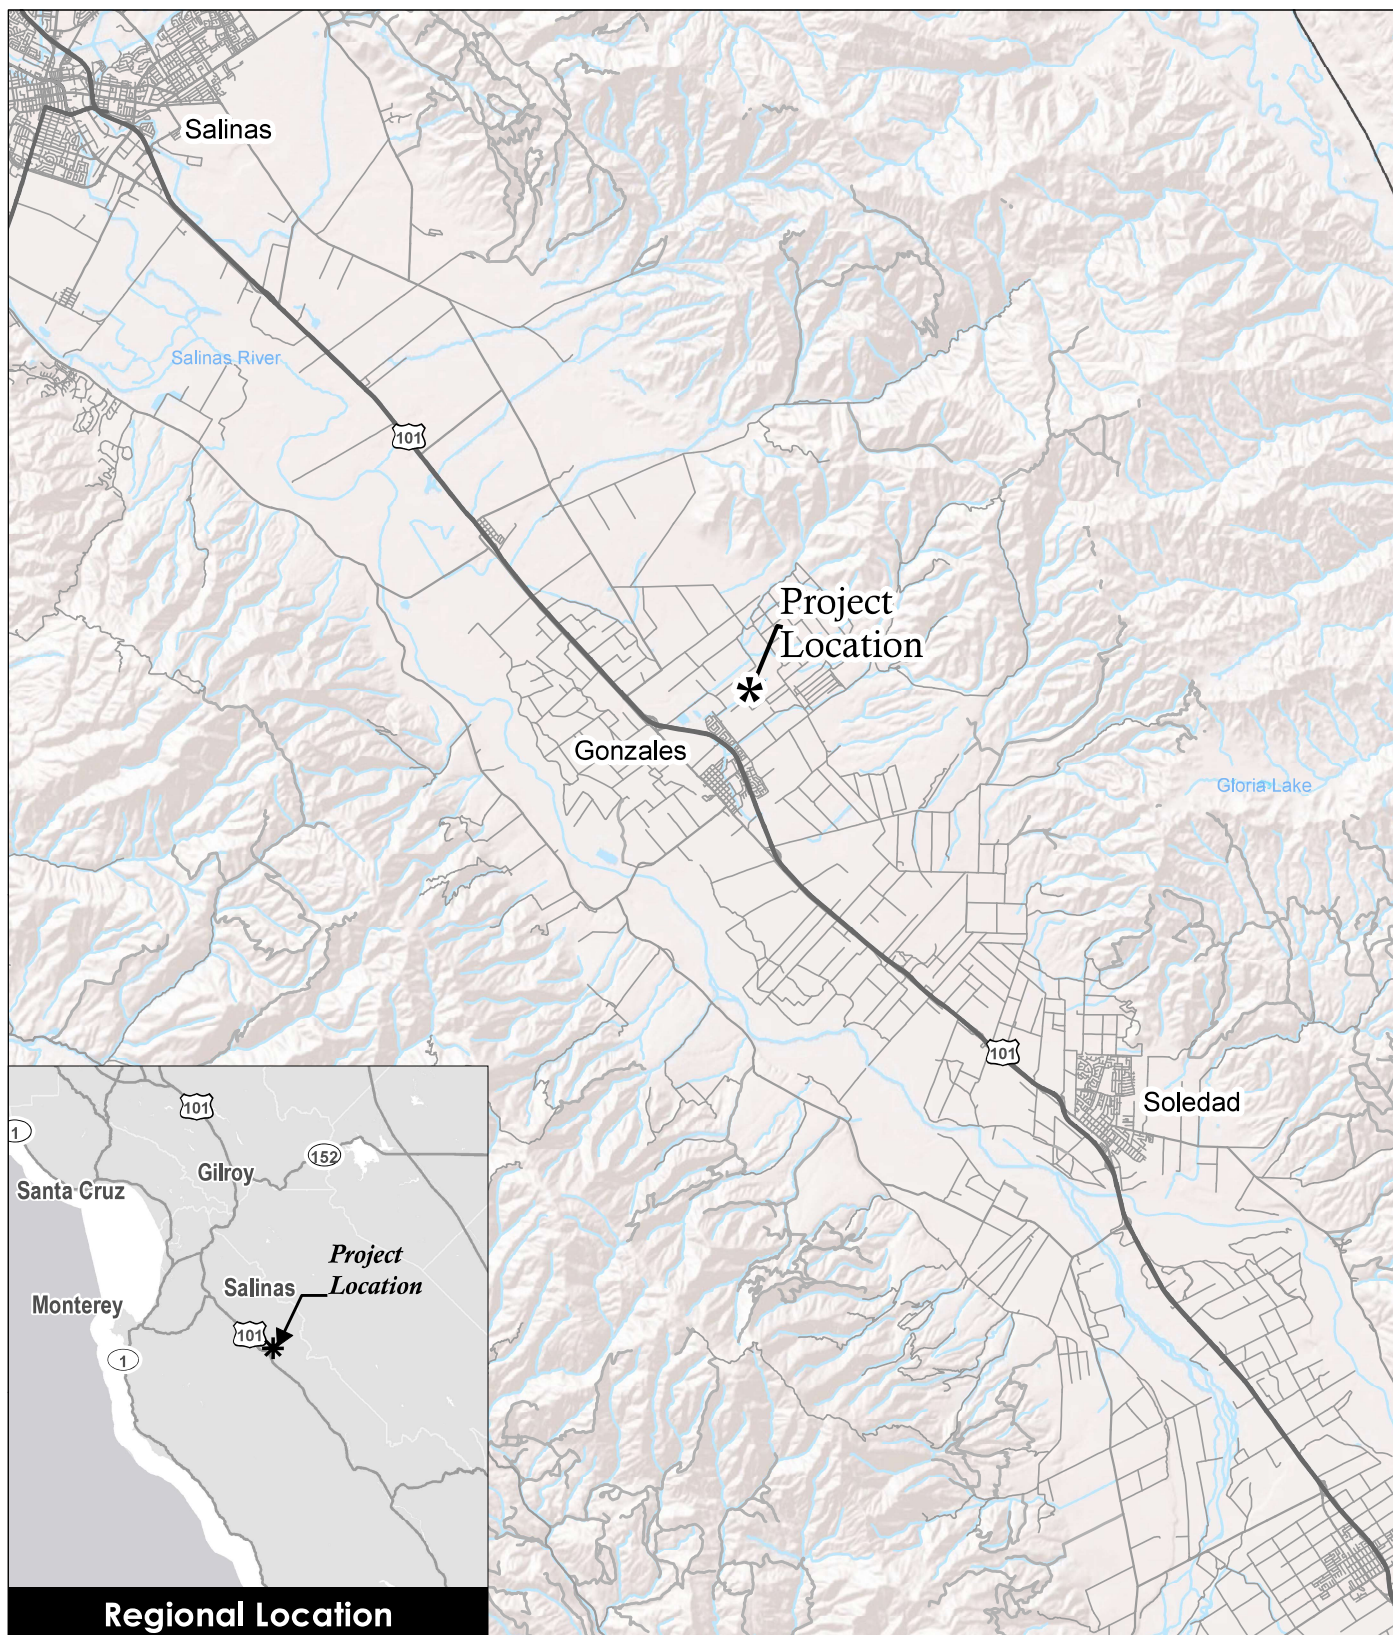 Salinas
Salinas River
101
Project
Location
Gonzales
Gloria Lake
101
Soledad
101
1
152
Gilroy
Santa Cruz
Project
Location
Salinas
Monterey
101
1
Regional Location